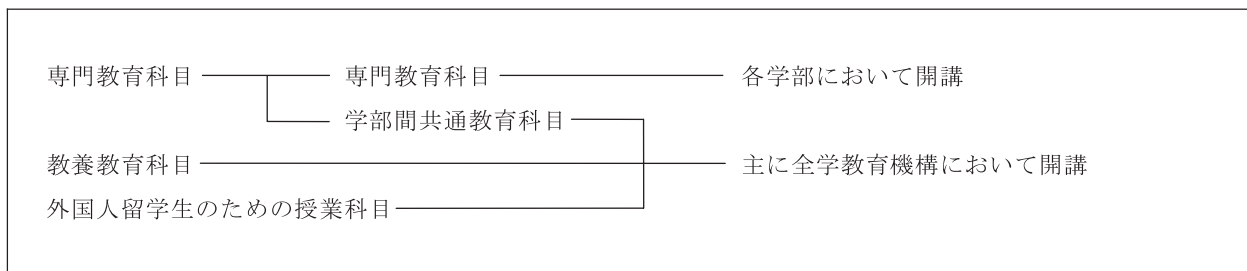 専門教育科目 専門教育科目 各学部において開講
学部間共通教育科目
教養教育科目 主に全学教育機構において開講
外国人留学生のための授業科目